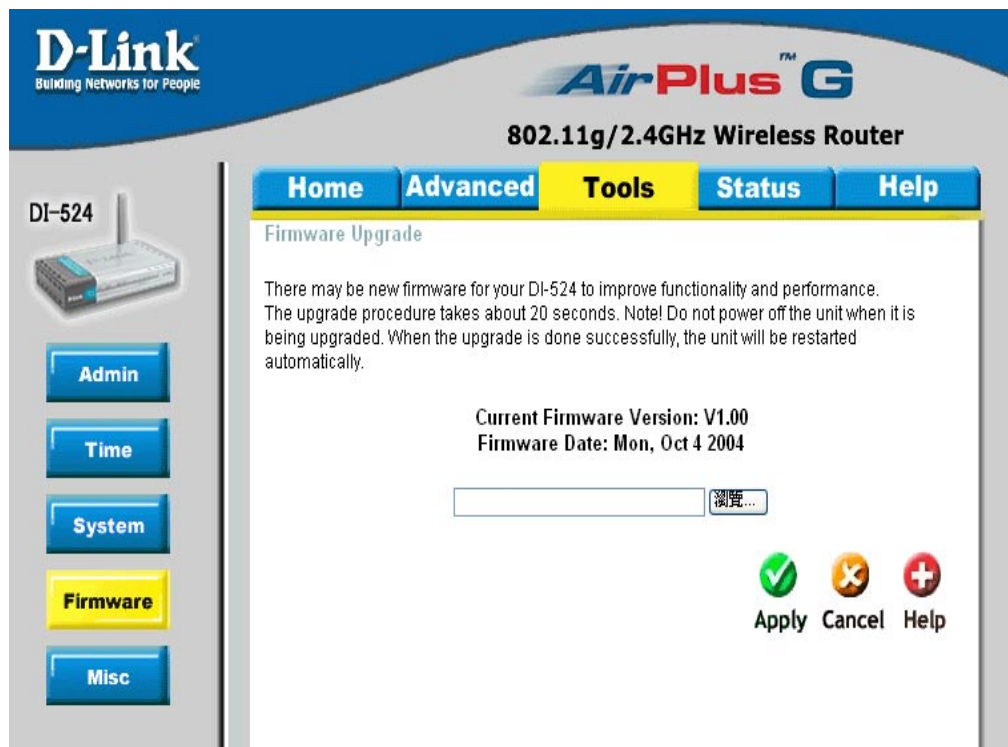 D-Link
Building Networks for People
AirPlus G
TM
802.11g/2.4GHz Wireless Router
DI-524
Home
Advanced
Tools
Status
Help
Admin
Time
System
Firmware
Misc
Firmware Upgrade
There may be new firmware for your DI-524 to improve functionality and performance.
The upgrade procedure takes about 20 seconds. Note! Do not power off the unit when it is
being upgraded. When the upgrade is done successfully, the unit will be restarted
automatically.
Current Firmware Version: V1.00
Firmware Date: Mon, Oct 4 2004
瀏覽...
Apply
Cancel
Help